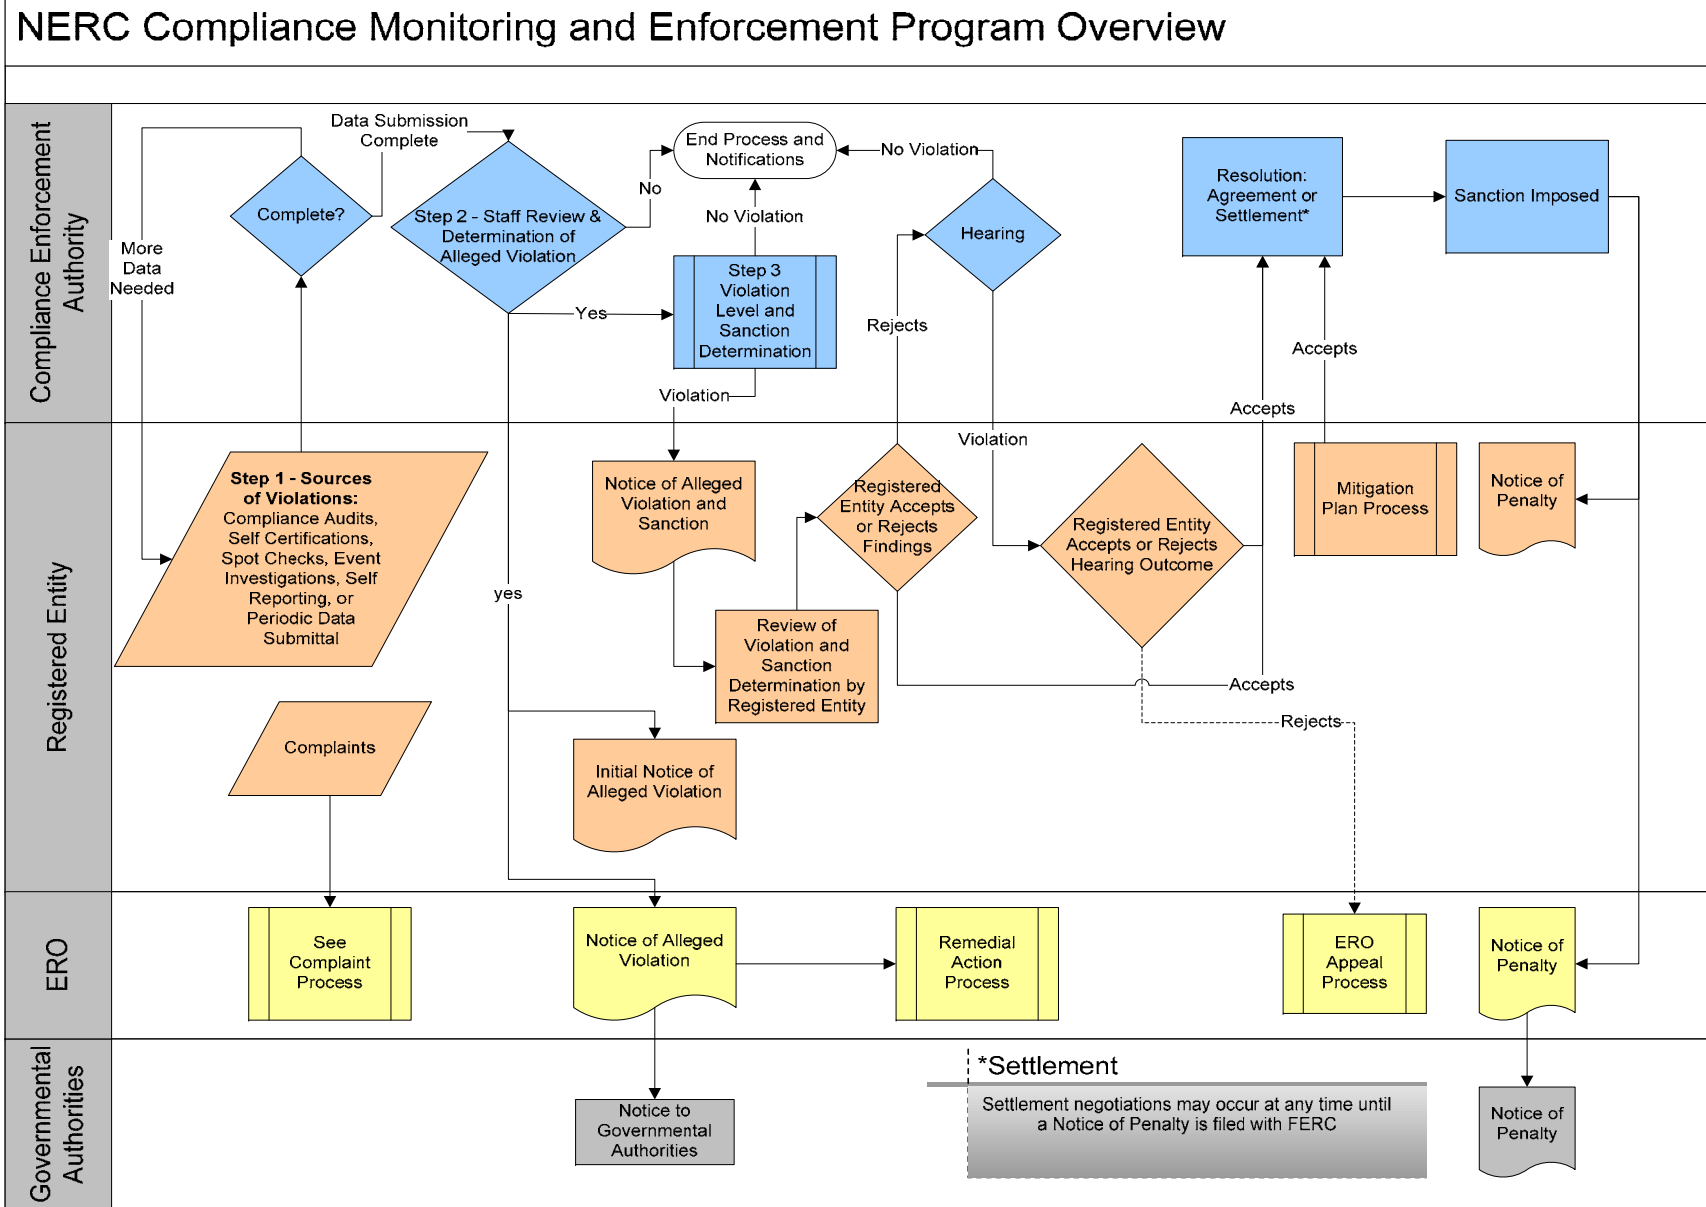 NERC Compliance Monitoring and Enforcement Program Overview
Compliance Enforcement
Authority
Data Submission
Complete
Complete?
More
Data
Needed
Step 2 - Staff Review &
Determination of
Alleged Violation
No
Yes
End Process and
Notifications
No Violation
No Violation
Step 3
Violation
Level and
Sanction
Determination
Violation
Hearing
Rejects
Violation
Resolution:
Agreement or
Settlement*
Sanction Imposed
Accepts
Accepts
Registered Entity
Step 1 - Sources
of Violations:
Compliance Audits,
Self Certifications,
Spot Checks, Event
Investigations, Self
Reporting, or
Periodic Data
Submittal
Complaints
yes
Notice of Alleged
Violation and
Sanction
Review of
Violation and
Sanction
Determination by
Registered Entity
Initial Notice of
Alleged Violation
Registered
Entity Accepts
or Rejects
Findings
Registered Entity
Accepts or Rejects
Hearing Outcome
Accepts
Rejects
Mitigation
Plan Process
Notice of
Penalty
ERO
See
Complaint
Process
Notice of Alleged
Violation
Remedial
Action
Process
ERO
Appeal
Process
Notice of
Penalty
Governmental
Authorities
Notice to
Governmental
Authorities
*Settlement
Settlement negotiations may occur at any time until
a Notice of Penalty is filed with FERC
Notice of
Penalty